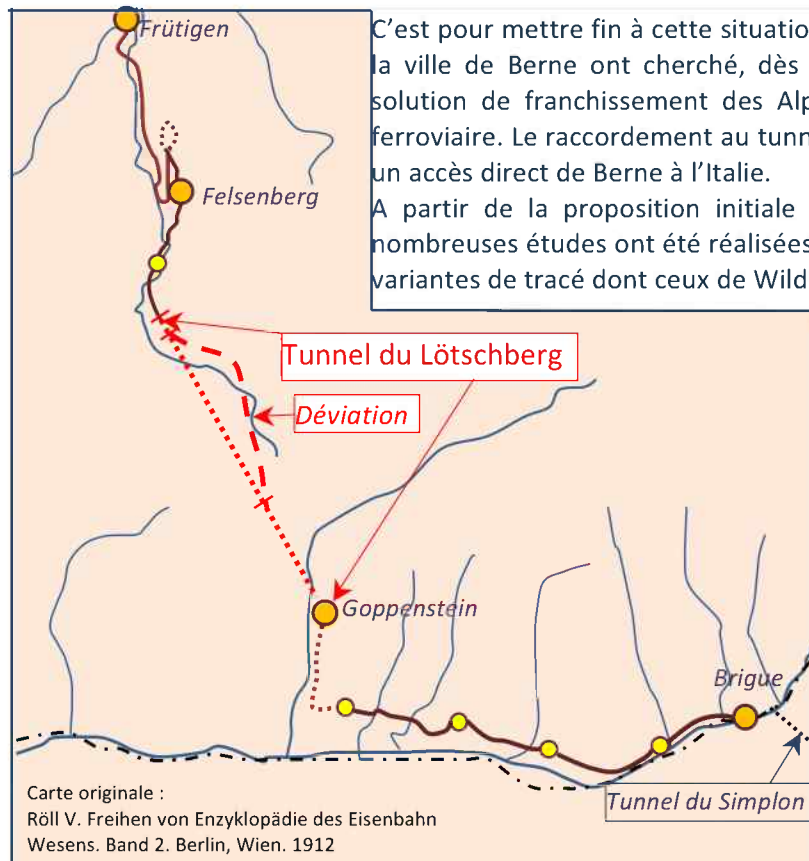 Frütigen
C'est pour mettre fin à cette situatio
la ville de Berne ont cherché, dès
solution de franchissement des Alp
ferroviaire. Le raccordement au tunn
un accès direct de Berne à l'Italie.
A partir de la proposition initiale
nombreuses études ont été réalisées
variantes de tracé dont ceux de Wild
Felsenberg
Tunnel du Lötschberg
Déviation
Goppenstein
Brigue
Tunnel du Simplon
Carte originale :
Röll V. Freihen von Enzyklopädie des Eisenbahn
Wesens. Band 2. Berlin, Wien. 1912